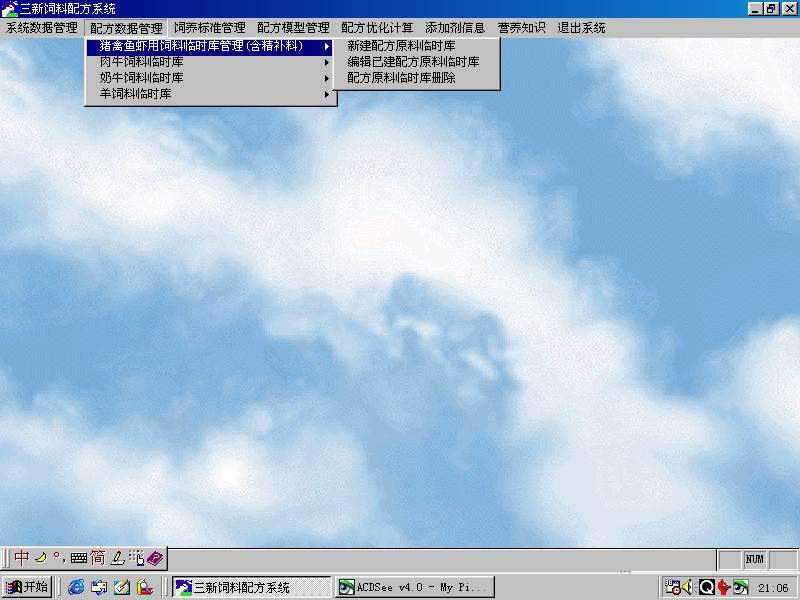 三新饲料配方系统
系统数据管理 配方数据管理 饲养标准管理 配方模型管理 配方优化计算 添加剂信息 营养知识 退出系统
猪禽鱼虾用饲料临时库管理(含精补料)
肉牛饲料临时库
奶牛饲料临时库
羊饲料临时库
新建配方原料临时库
编辑已建配方原料临时库
配方原料临时库删除
中 简
NUM
开始 三新饲料配方系统 ACDSee v4.0 - My Pi... 21:06